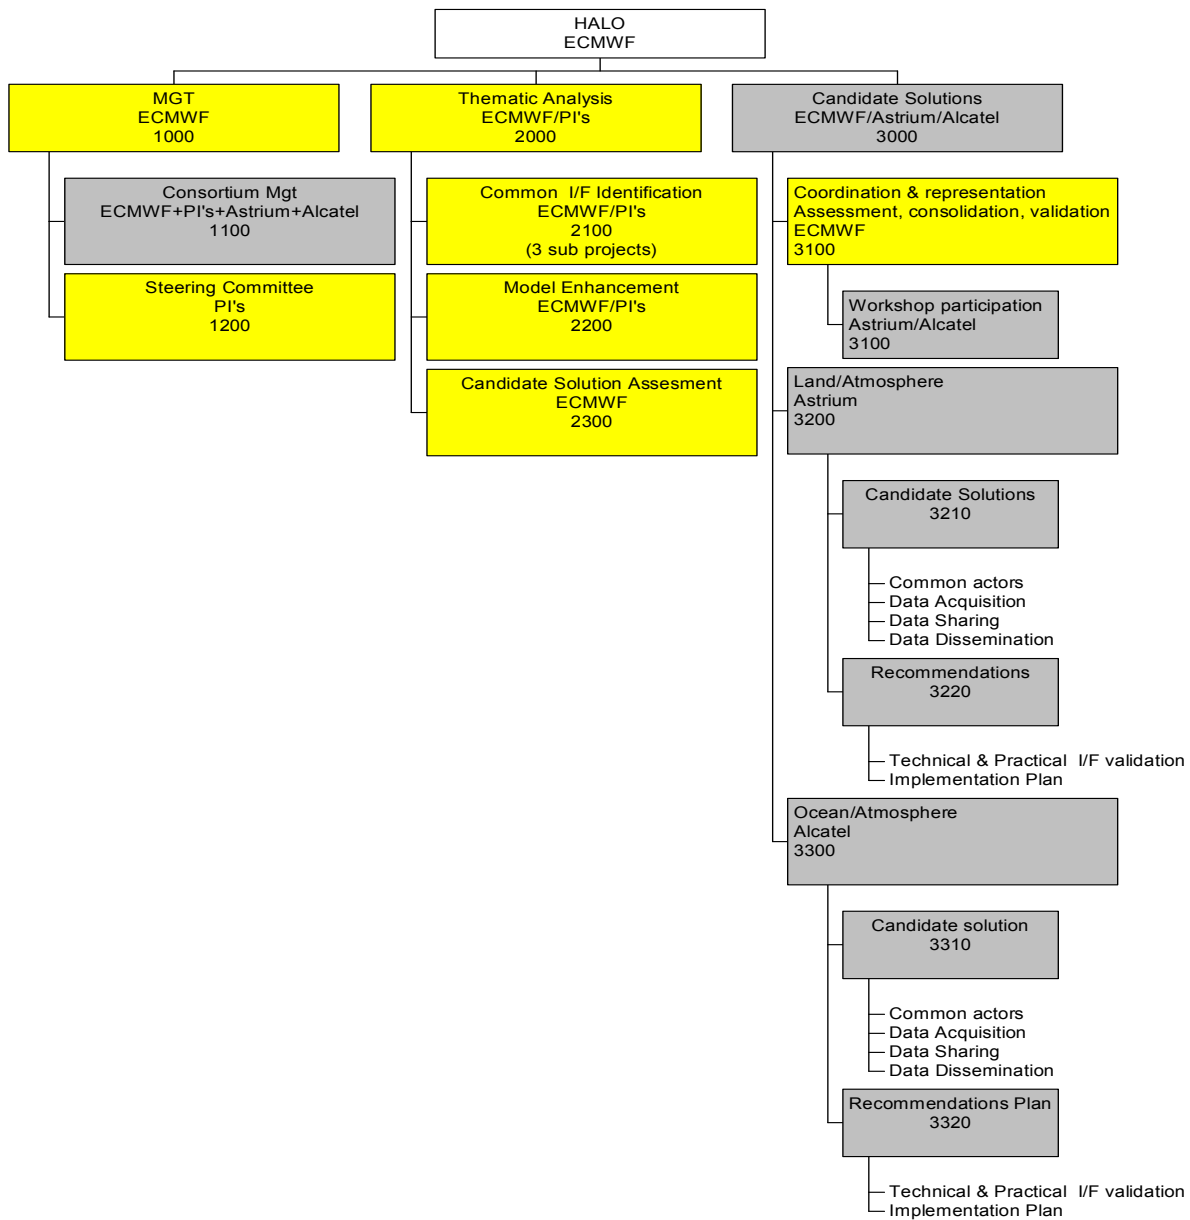 HALO
ECMWF
MGT
ECMWF
1000
Consortium Mgt
ECMWF+PI's+Astrium+Alcatel
1100
Steering Committee
PI's
1200
Thematic Analysis
ECMWF/PI's
2000
Common I/F Identification
ECMWF/PI's
2100
(3 sub projects)
Model Enhancement
ECMWF/PI's
2200
Candidate Solution Assesment
ECMWF
2300
Candidate Solutions
ECMWF/Astrium/Alcatel
3000
Coordination & representation
Assessment, consolidation, validation
ECMWF
3100
Workshop participation
Astrium/Alcatel
3100
Land/Atmosphere
Astrium
3200
Candidate Solutions
3210
Common actors
Data Acquisition
Data Sharing
Data Dissemination
Recommendations
3220
Technical & Practical I/F validation
Implementation Plan
Ocean/Atmosphere
Alcatel
3300
Candidate solution
3310
Common actors
Data Acquisition
Data Sharing
Data Dissemination
Recommendations Plan
3320
Technical & Practical I/F validation
Implementation Plan